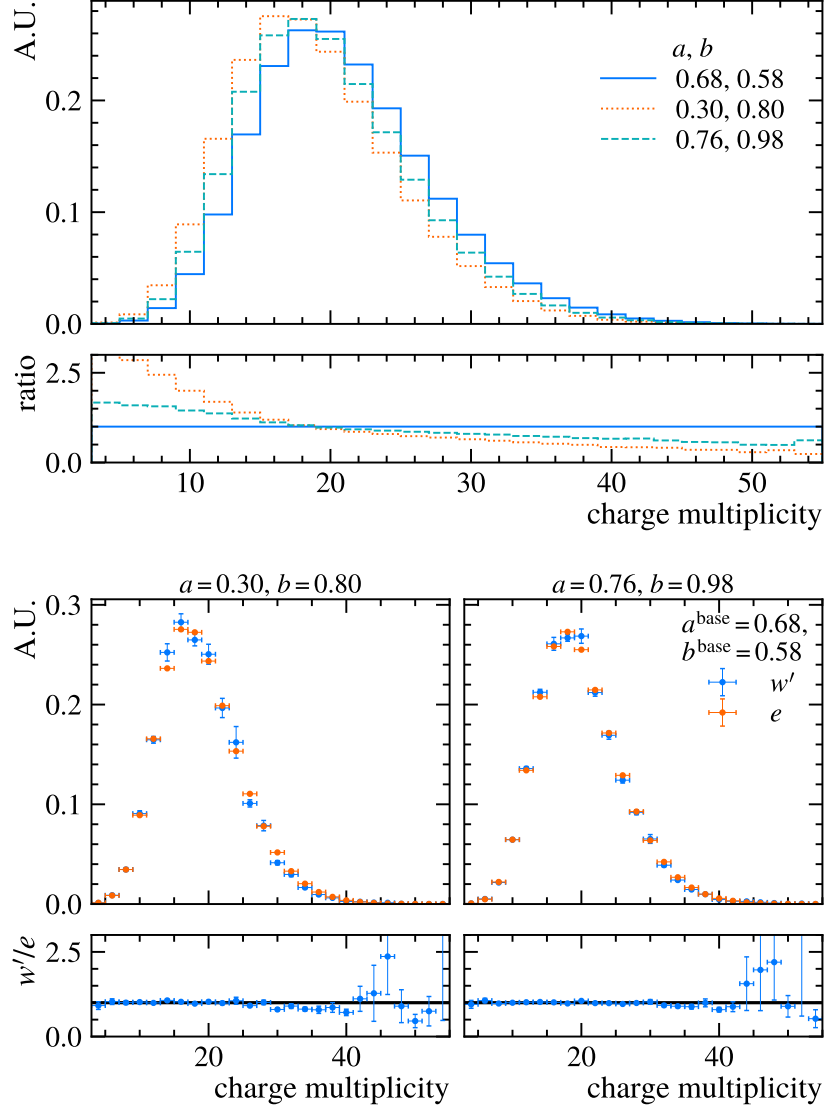 A.U.
a, b
0.68, 0.58
0.30, 0.80
0.76, 0.98
0.2
0.1
0.0
ratio
2.5
0.0
10 20 30 40 50
charge multiplicity
a = 0.30, b = 0.80
a = 0.76, b = 0.98
A.U.
0.3
0.2
0.1
0.0
a^base = 0.68,
b^base = 0.58
w′
e
w′/e
2.5
0.0
20 40
20 40
charge multiplicity
charge multiplicity